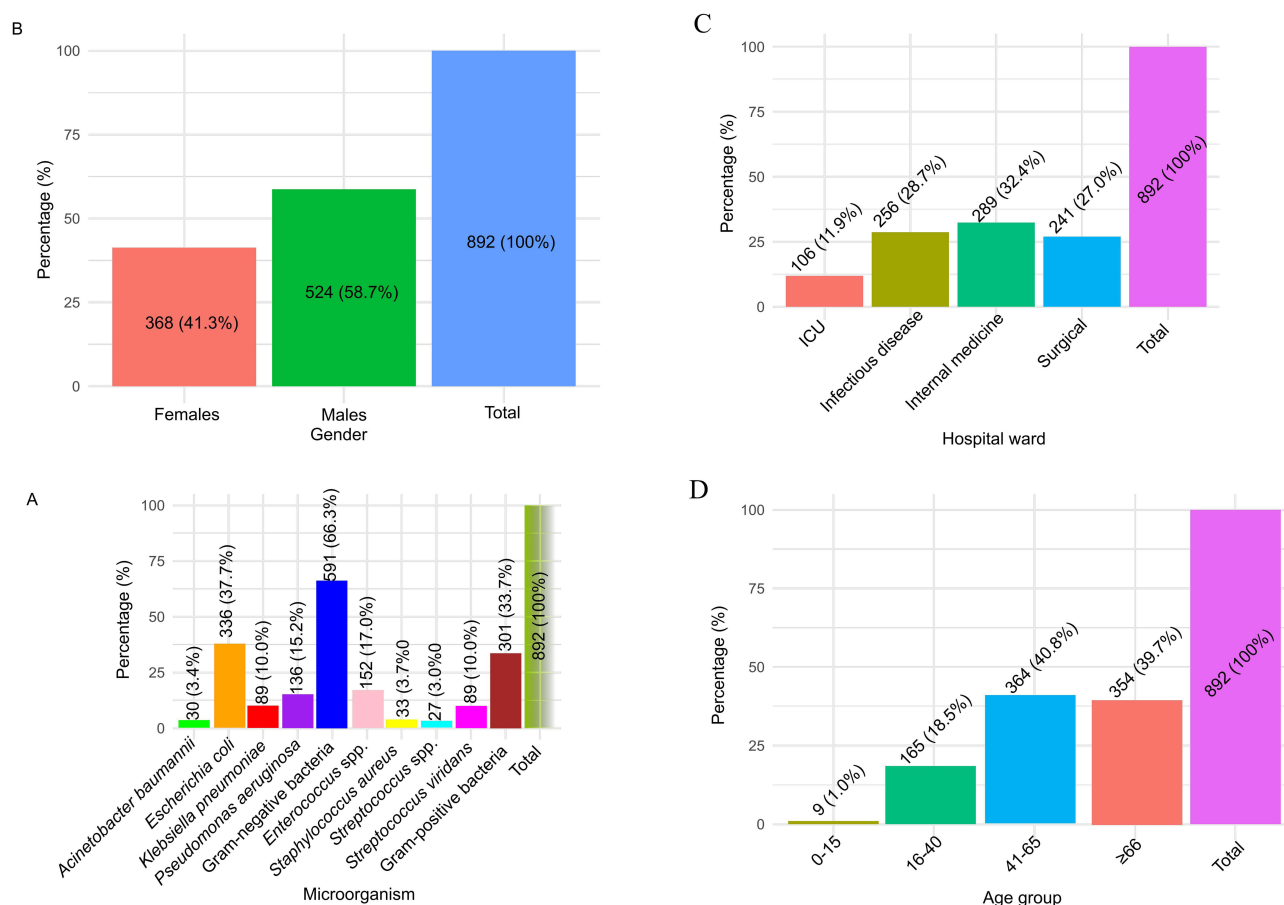 B
Percentage (%)
100
75
50
25
0
368 (41.3%)
524 (58.7%)
892 (100%)
Females
Males
Total
Gender
C
Percentage (%)
100
75
50
25
0
106 (11.9%)
256 (28.7%)
289 (32.4%)
241 (27.0%)
892 (100%)
ICU
Infectious disease
Internal medicine
Surgical
Total
Hospital ward
A
Percentage (%)
100
75
50
25
0
30 (3.4%)
336 (37.7%)
89 (10.0%)
136 (15.2%)
591 (66.3%)
152 (17.0%)
33 (3.7%0
27 (3.0%0
89 (10.0%)
301 (33.7%)
892 (100%)
Acinetobacter baumannii
Escherichia coli
Klebsiella pneumoniae
Pseudomonas aeruginosa
Gram-negative bacteria
Enterococcus spp.
Staphylococcus aureus
Streptococcus spp.
Streptococcus viridans
Gram-positive bacteria
Total
Microorganism
D
Percentage (%)
100
75
50
25
0
9 (1.0%)
165 (18.5%)
364 (40.8%)
354 (39.7%)
892 (100%)
0-15
16-40
41-65
≥66
Total
Age group